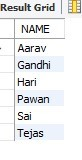 Result Grid
NAME
Aarav
Gandhi
Hari
Pawan
Sai
Tejas